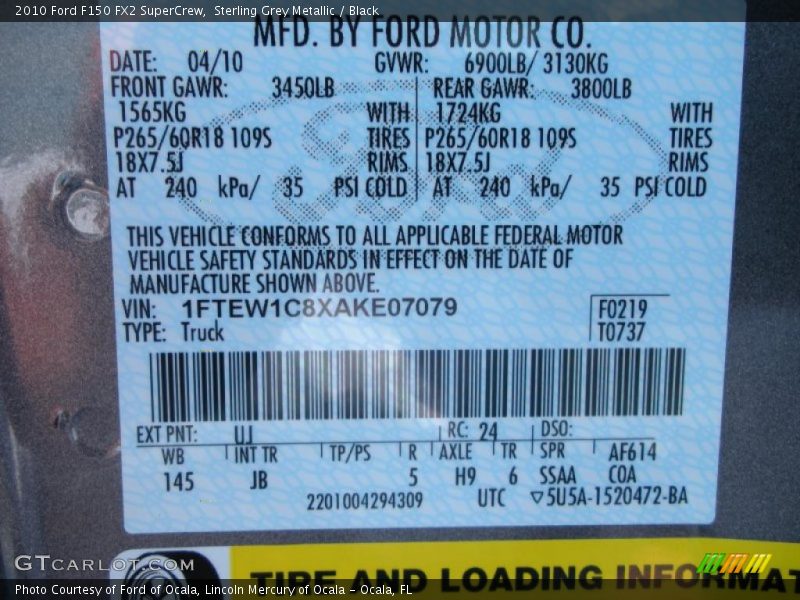 2010 Ford F150 FX2 SuperCrew,  Sterling Grey Metallic / Black
MFD. BY FORD MOTOR CO.
DATE: 04/10 GVWR: 6900LB/ 3130KG
FRONT GAWR: 3450LB REAR GAWR: 3800LB
1565KG WITH 1724KG WITH
P265/60R18 109S TIRES P265/60R18 109S TIRES
18X7.5J RIMS 18X7.5J RIMS
AT 240 kPa/ 35 PSI COLD AT 240 kPa/ 35 PSI COLD
THIS VEHICLE CONFORMS TO ALL APPLICABLE FEDERAL MOTOR
VEHICLE SAFETY STANDARDS IN EFFECT ON THE DATE OF
MANUFACTURE SHOWN ABOVE.
VIN: 1FTEW1C8XAKE07079 F0219
TYPE: Truck T0737
EXT PNT: UJ RC: 24 DSO:
WB INT TR TP/PS R AXLE TR SPR AF614
145 JB 5 H9 6 SSAA COA
2201004294309 UTC ▽5U5A-1520472-BA
TIRE AND LOADING INFORMAT
GTCARLOT.COM
Photo Courtesy of Ford of Ocala, Lincoln Mercury of Ocala – Ocala, FL